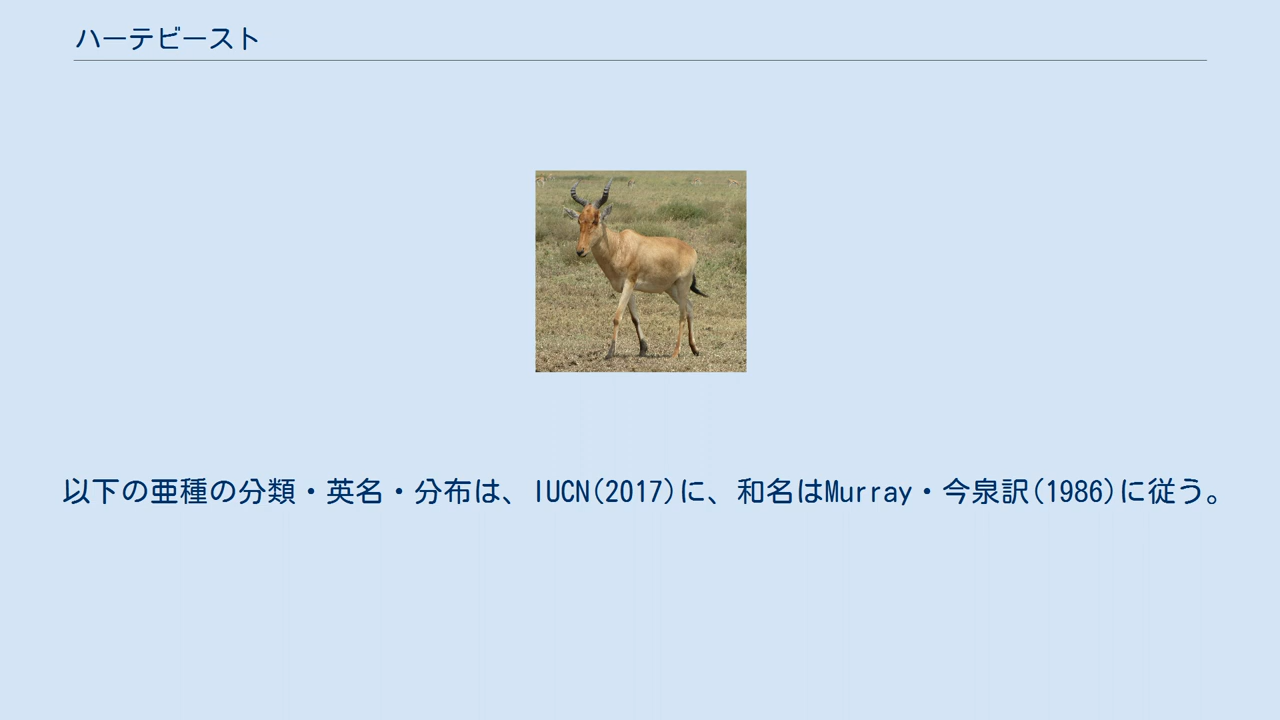 ハーテビースト
以下の亜種の分類・英名・分布は、IUCN(2017)に、和名はMurray・今泉訳(1986)に従う。